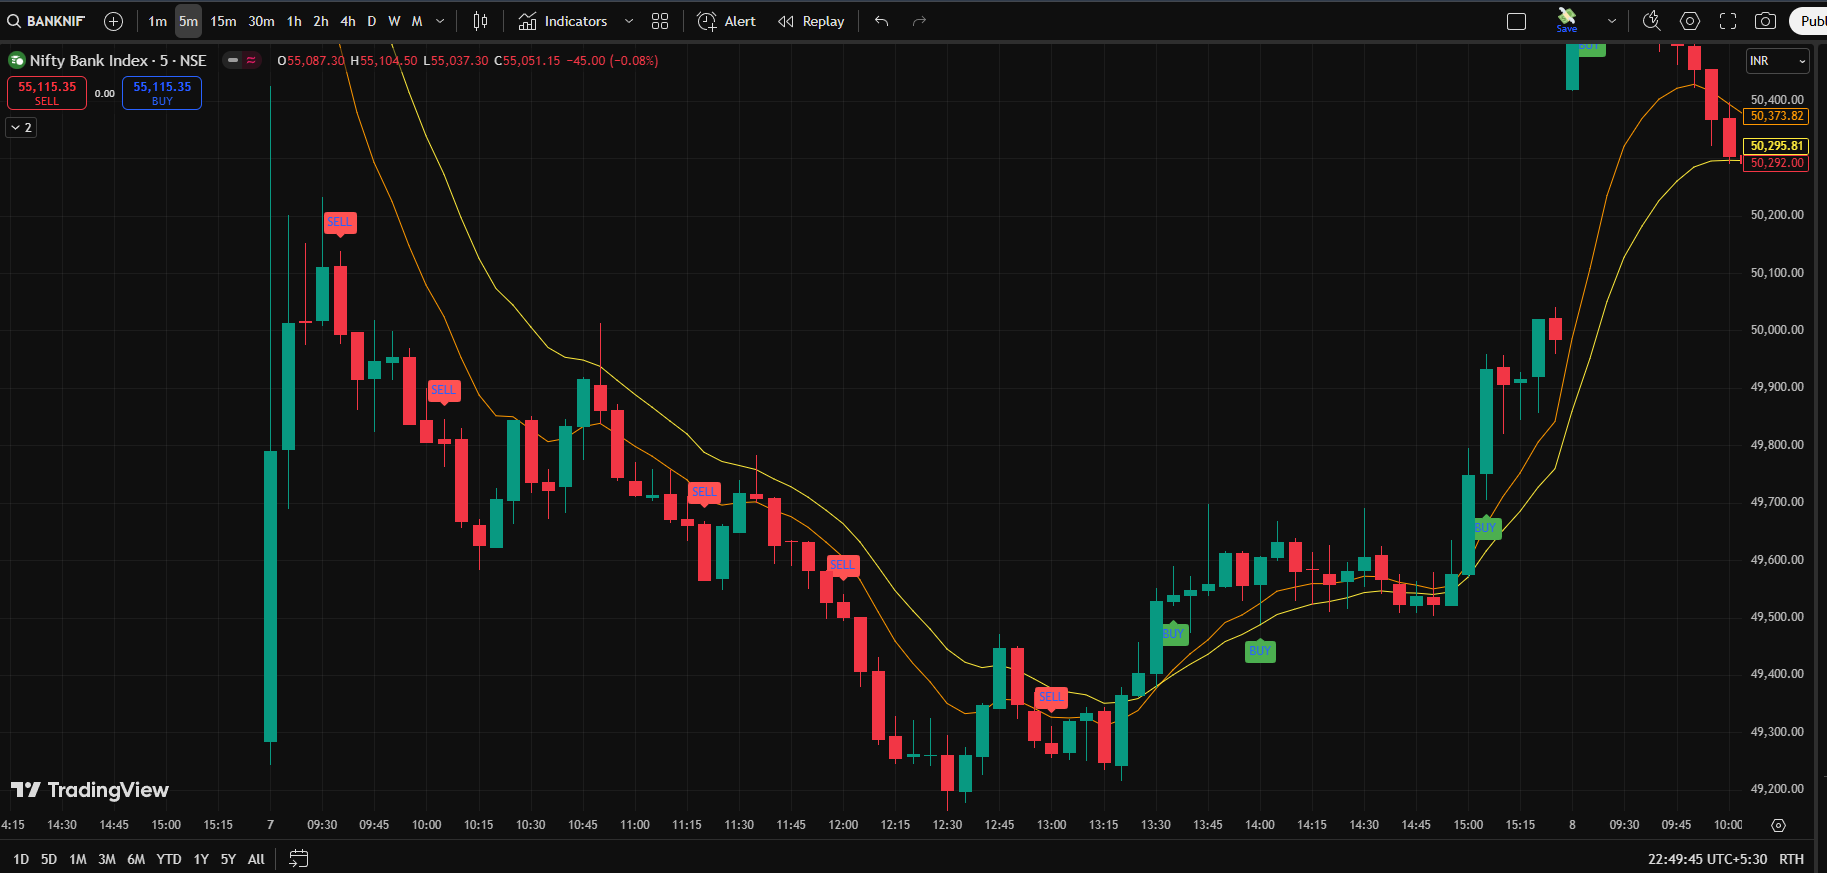 BANKNIF 1m 5m 15m 30m 1h 2h 4h D W M Indicators Alert Replay Save Publ
Nifty Bank Index · 5 · NSE O55,087.30 H55,104.50 L55,037.30 C55,051.15 −45.00 (−0.08%)
INR
55,115.35 SELL 0.00 55,115.35 BUY
2
BUY
50,400.00
50,373.82
50,295.81
50,292.00
50,200.00
SELL
50,100.00
50,000.00
49,900.00
SELL
49,800.00
49,700.00
SELL
BUY
49,600.00
SELL
49,500.00
BUY
BUY
49,400.00
SELL
49,300.00
49,200.00
TradingView
4:15 14:30 14:45 15:00 15:15 7 09:30 09:45 10:00 10:15 10:30 10:45 11:00 11:15 11:30 11:45 12:00 12:15 12:30 12:45 13:00 13:15 13:30 13:45 14:00 14:15 14:30 14:45 15:00 15:15 8 09:30 09:45 10:00
1D 5D 1M 3M 6M YTD 1Y 5Y All 22:49:45 UTC+5:30 RTH